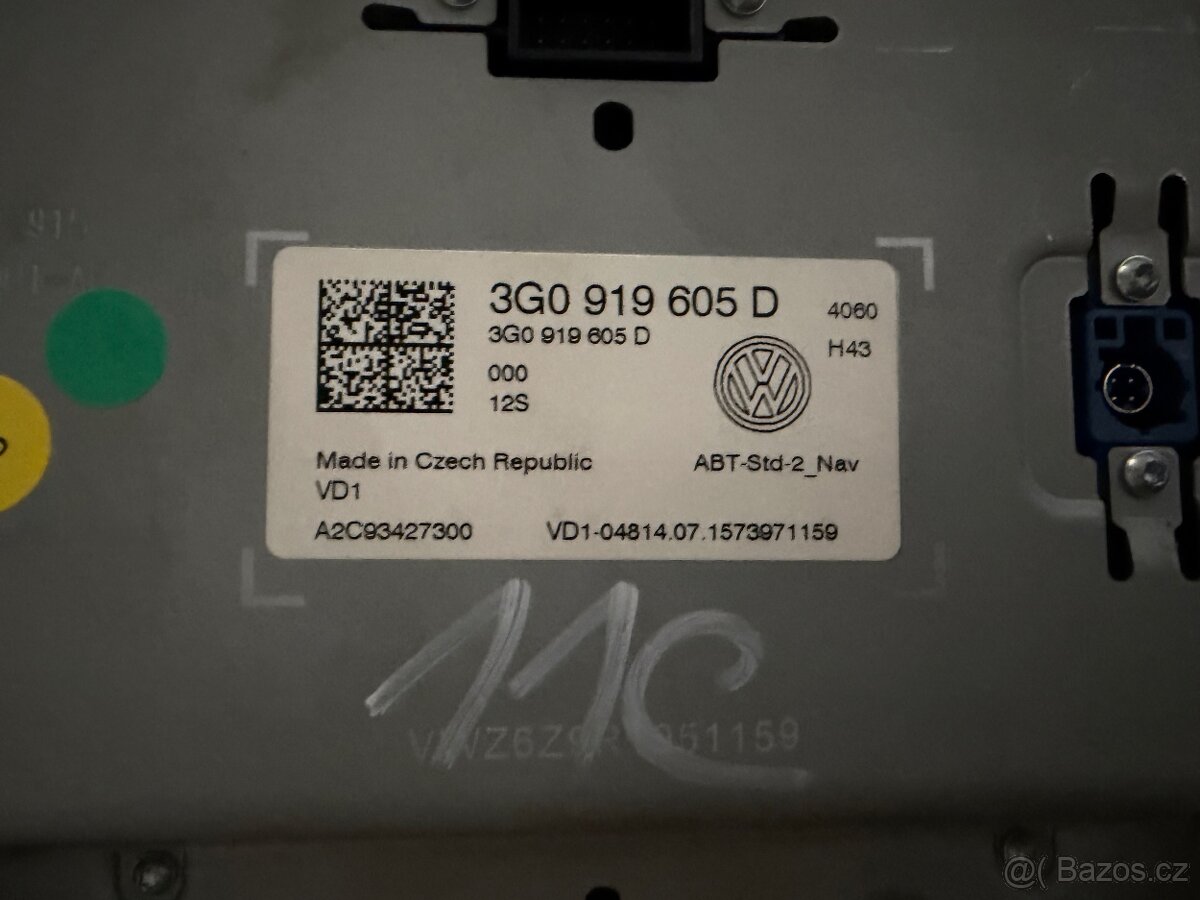 915
3G0 919 605 D
4060
3G0 919 605 D
H43
000
12S
Made in Czech Republic
ABT-Std-2_Nav
VD1
A2C93427300
VD1-04814.07.1573971159
11C
@( Bazos.cz